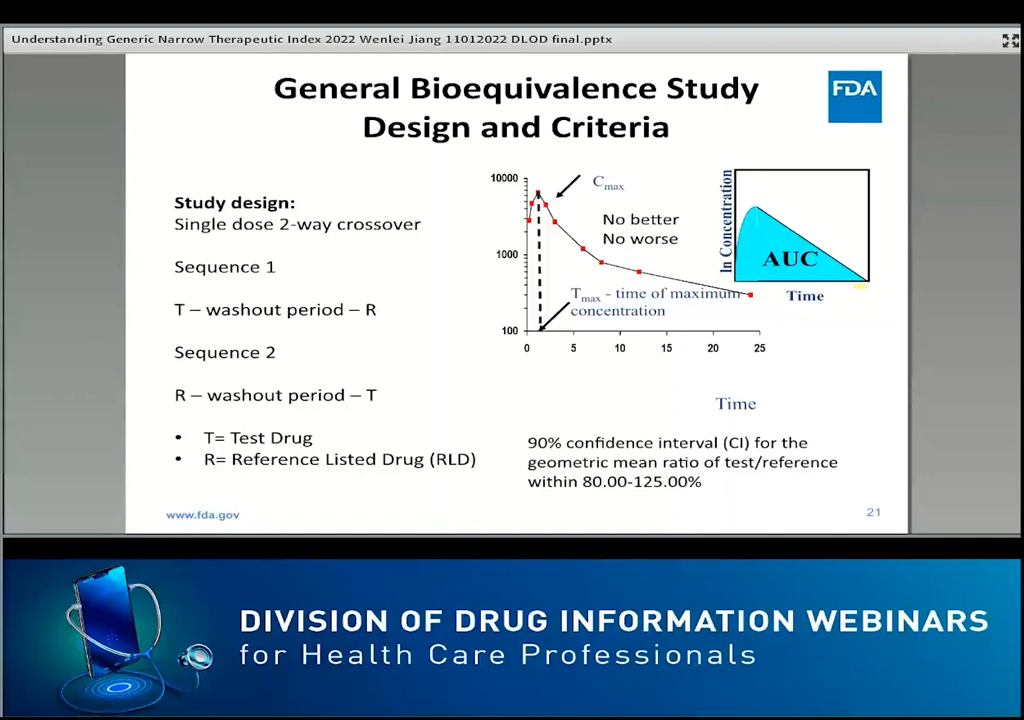 Understanding Generic Narrow Therapeutic Index 2022 Wenlei Jiang 11012022 DLOD final.pptx
General Bioequivalence Study
Design and Criteria
FDA
Study design:
Single dose 2-way crossover
Sequence 1
T – washout period – R
Sequence 2
R – washout period – T
• T= Test Drug
• R= Reference Listed Drug (RLD)
10000
1000
100
0 5 10 15 20 25
Cmax
No better
No worse
Tmax - time of maximum
concentration
Time
ln Concentration
AUC
Time
90% confidence interval (CI) for the
geometric mean ratio of test/reference
within 80.00-125.00%
www.fda.gov
21
DIVISION OF DRUG INFORMATION WEBINARS
for Health Care Professionals